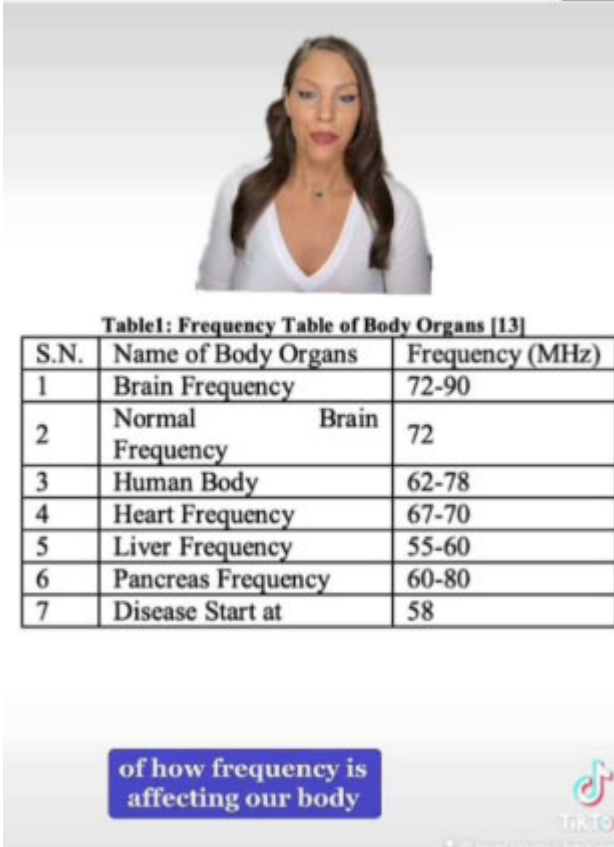 Table1: Frequency Table of Body Organs [13]
S.N. Name of Body Organs Frequency (MHz)
1 Brain Frequency 72-90
2 Normal Brain Frequency 72
3 Human Body 62-78
4 Heart Frequency 67-70
5 Liver Frequency 55-60
6 Pancreas Frequency 60-80
7 Disease Start at 58
of how frequency is
affecting our body